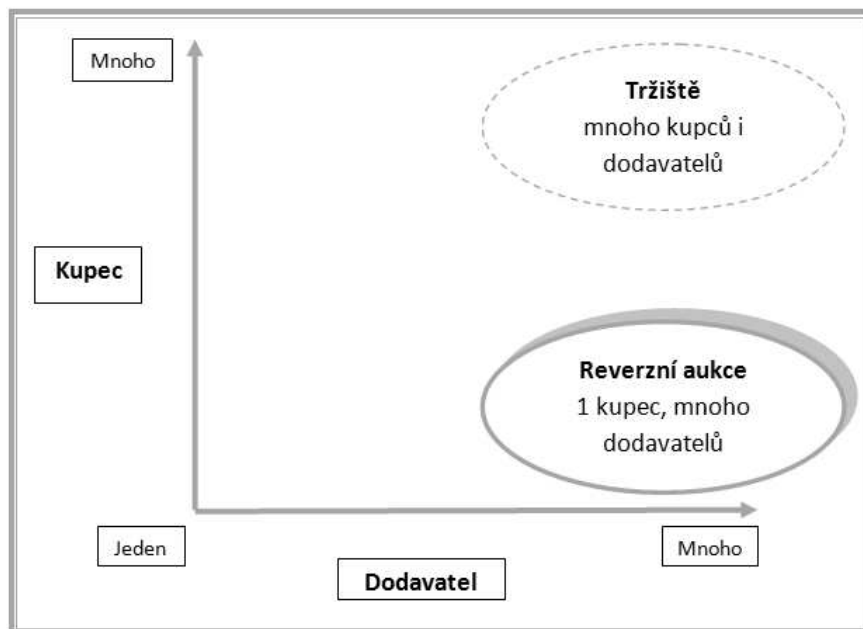 Mnoho
Tržiště
mnoho kupců i
dodavatelů
Kupec
Reverzní aukce
1 kupec, mnoho
dodavatelů
Jeden
Mnoho
Dodavatel